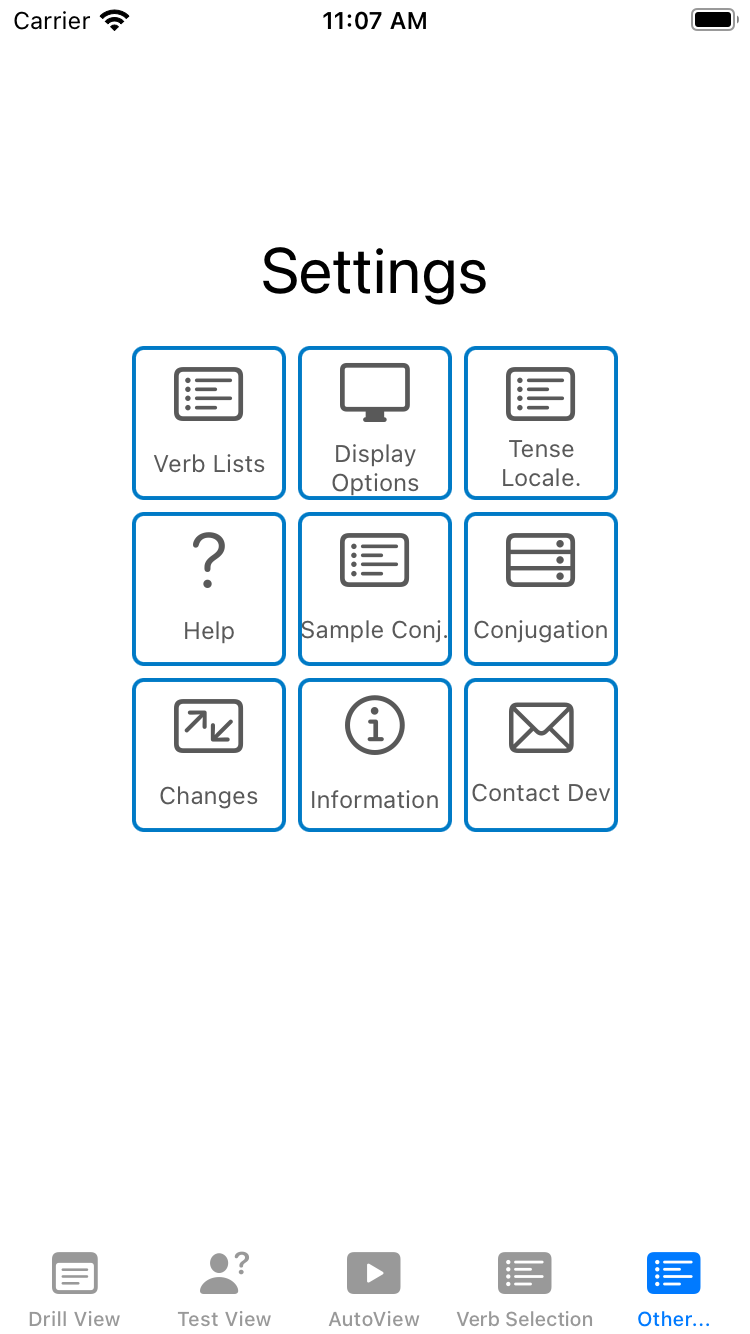 Carrier 11:07 AM
Settings
Verb Lists
Display
Options
Tense
Locale.
Help
Sample Conj.
Conjugation
Changes
Information
Contact Dev
Drill View
Test View
AutoView
Verb Selection
Other...